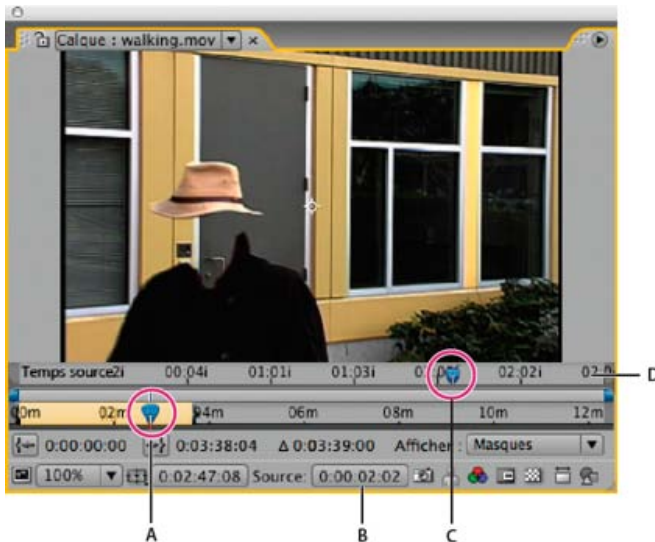 Calque : walking.mov
Temps source2i 00:04i 01:01i 01:03i 02:02i
D
00m 02m 04m 06m 08m 10m 12m
0:00:00:00 0:03:38:04 Δ 0:03:39:00 Afficher : Masques
100% 0:02:47:08 Source: 0:00:02:02
A B C